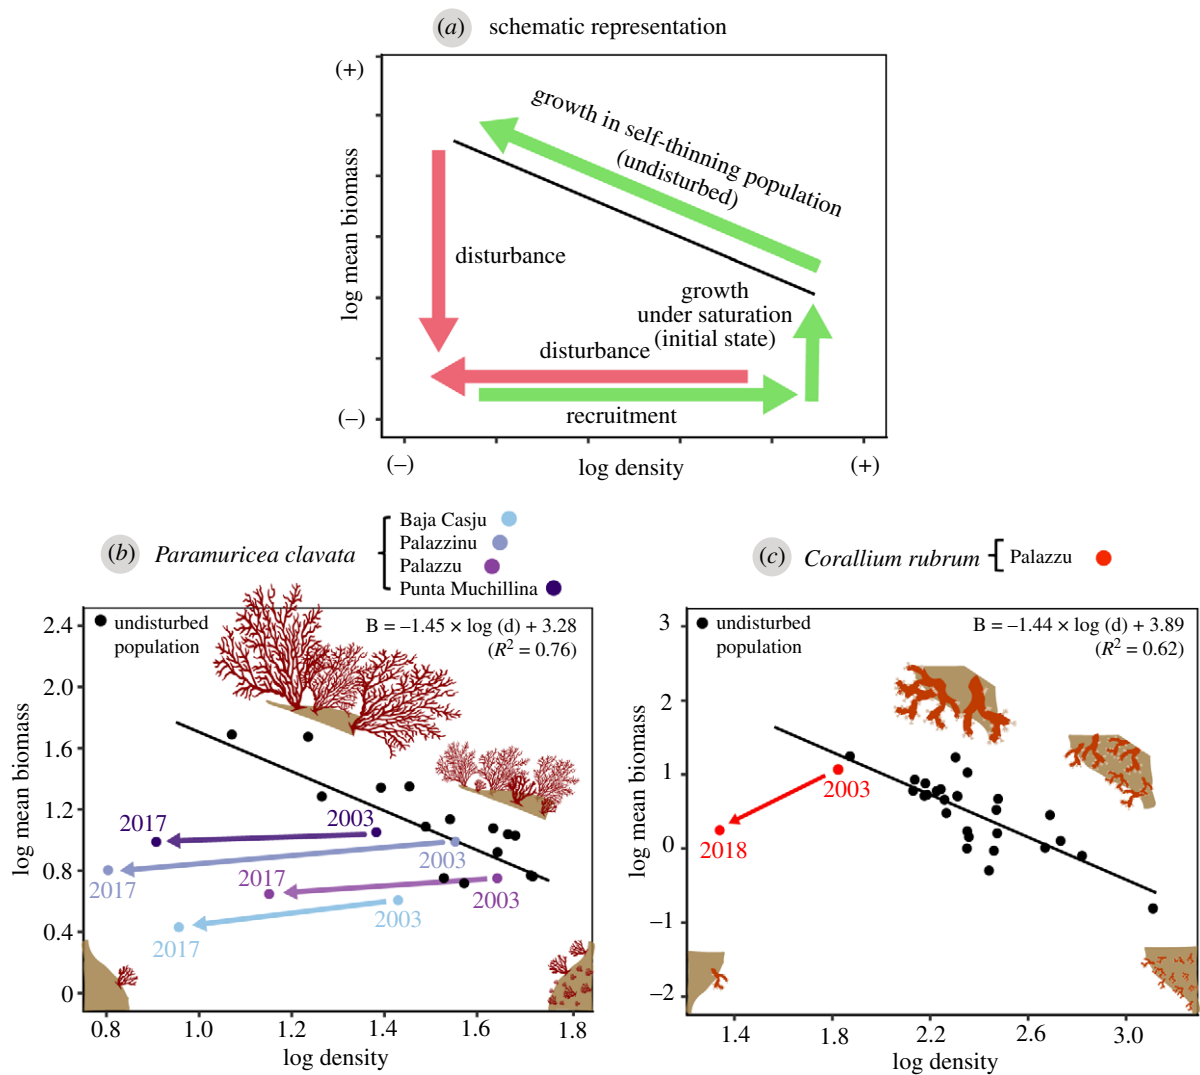 (a) schematic representation
(+)
growth in self-thinning population
(undisturbed)
log mean biomass
disturbance
growth
under saturation
(initial state)
disturbance
recruitment
(–)
(–)
log density
(+)
(b) Paramuricea clavata
Baja Casju
Palazzinu
Palazzu
Punta Muchillina
undisturbed
population
B = –1.45 × log (d) + 3.28
(R² = 0.76)
log mean biomass
2.4
2.0
1.6
1.2
0.8
0.4
0
2017
2003
2017
2003
2017
2003
2017
2003
0.8
1.0
1.2
1.4
1.6
1.8
log density
(c) Corallium rubrum
Palazzu
undisturbed
population
B = –1.44 × log (d) + 3.89
(R² = 0.62)
log mean biomass
3
2
1
0
–1
–2
2003
2018
1.4
1.8
2.2
2.6
3.0
log density